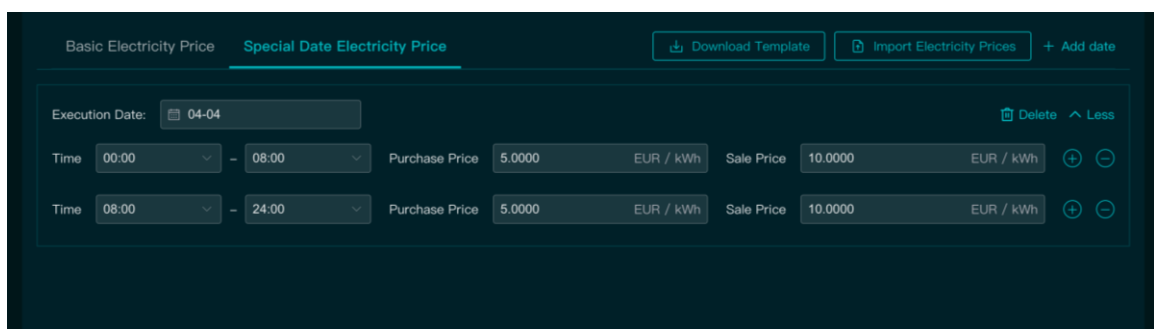 Basic Electricity Price Special Date Electricity Price Download Template Import Electricity Prices + Add date
Execution Date: 04-04 Delete Less
Time 00:00 – 08:00 Purchase Price 5.0000 EUR / kWh Sale Price 10.0000 EUR / kWh
Time 08:00 – 24:00 Purchase Price 5.0000 EUR / kWh Sale Price 10.0000 EUR / kWh